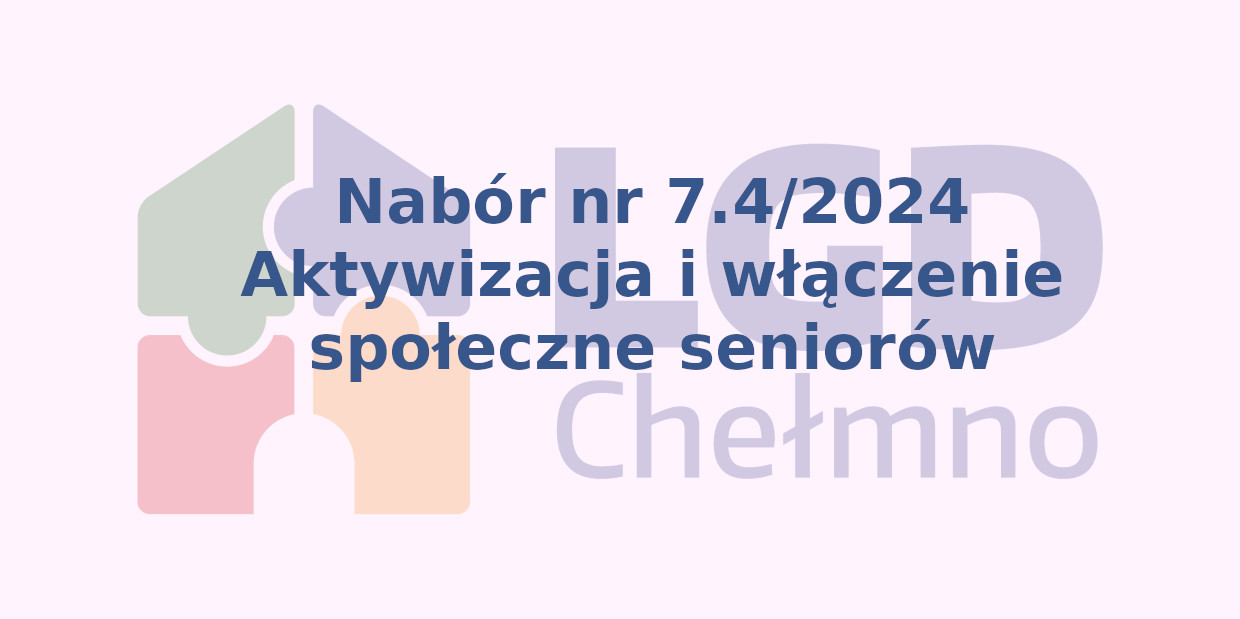 Nabór nr 7.4/2024
Aktywizacja i włączenie
społeczne seniorów
LGD
Chełmno